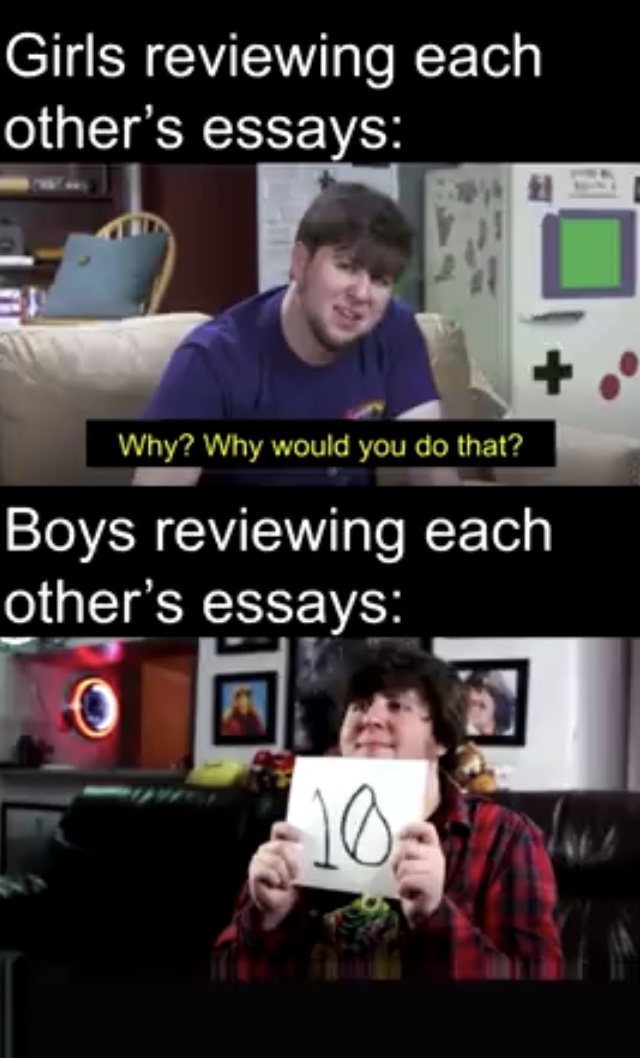 Girls reviewing each
other's essays:
Why? Why would you do that?
Boys reviewing each
other's essays:
10